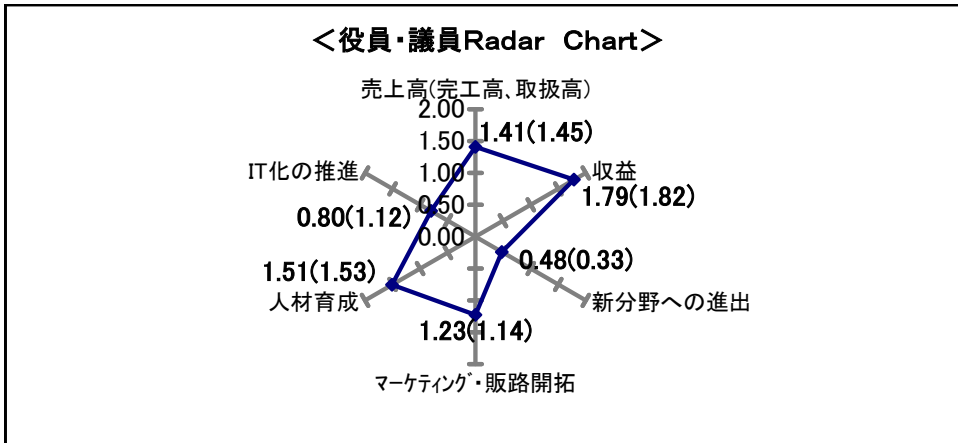 ＜役員・議員Radar　Chart＞
売上高(完工高、取扱高)
2.00
1.41(1.45)
1.50
IT化の推進
1.00
収益
1.79(1.82)
0.50
0.80(1.12)
0.00
0.48(0.33)
1.51(1.53)
人材育成
新分野への進出
1.23(1.14)
ﾏｰｹﾃｨﾝｸﾞ・販路開拓